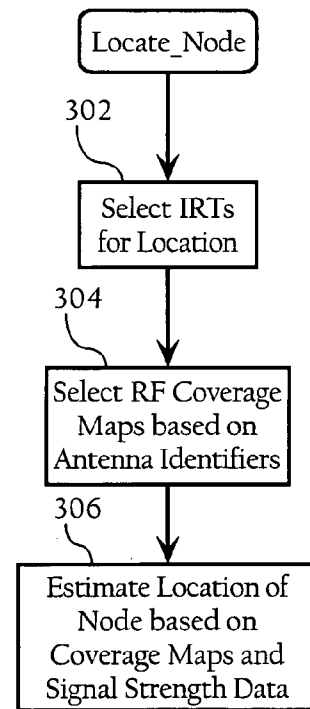 Locate_Node
302
Select IRTs
for Location
304
Select RF Coverage
Maps based on
Antenna Identifiers
306
Estimate Location of
Node based on
Coverage Maps and
Signal Strength Data